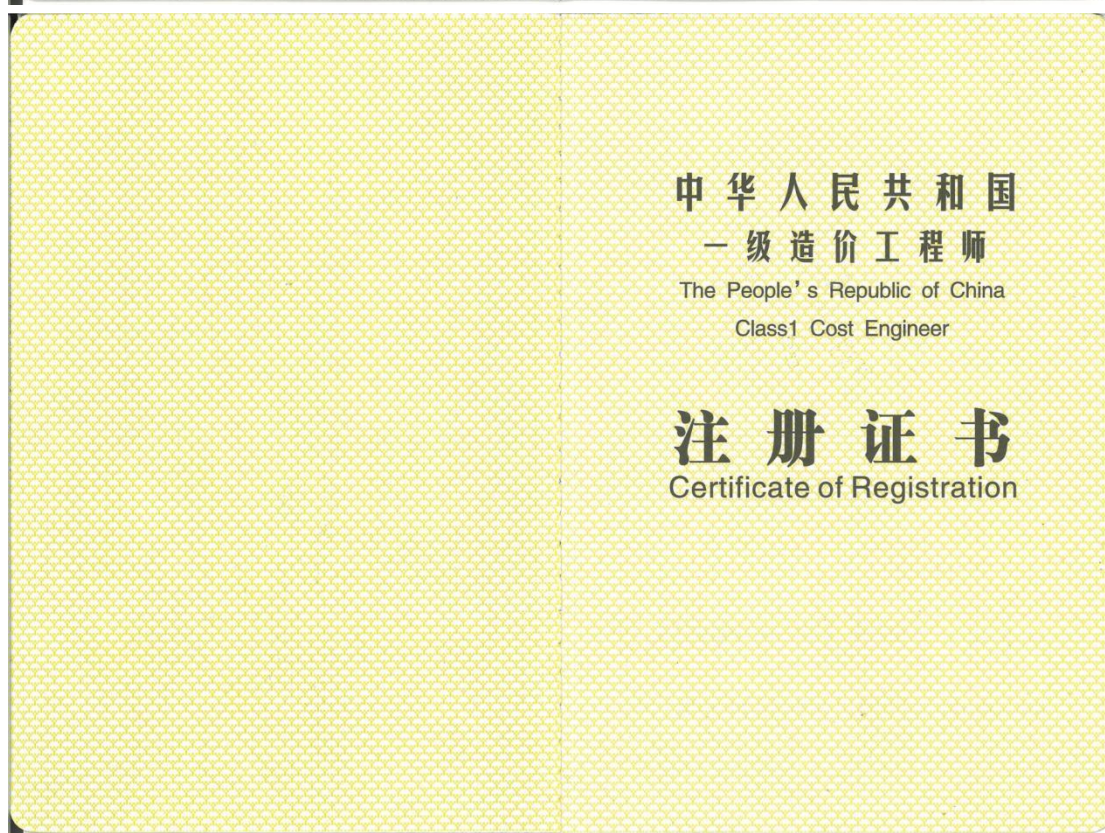 中华人民共和国
一级造价工程师
The People's Republic of China
Class1 Cost Engineer
注册证书
Certificate of Registration